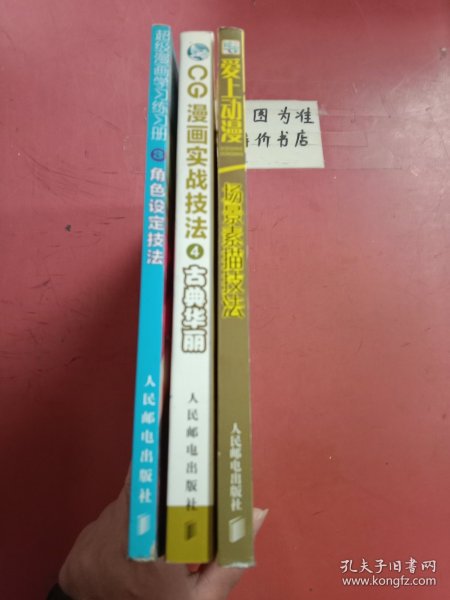 超级漫画学习练习册
3
角色设定技法
人民邮电出版社
CG漫画实战技法
4
古典华丽
人民邮电出版社
爱上动漫
场景素描技法
人民邮电出版社
图为准
价书店
孔夫子旧书网
www.kongfz.com